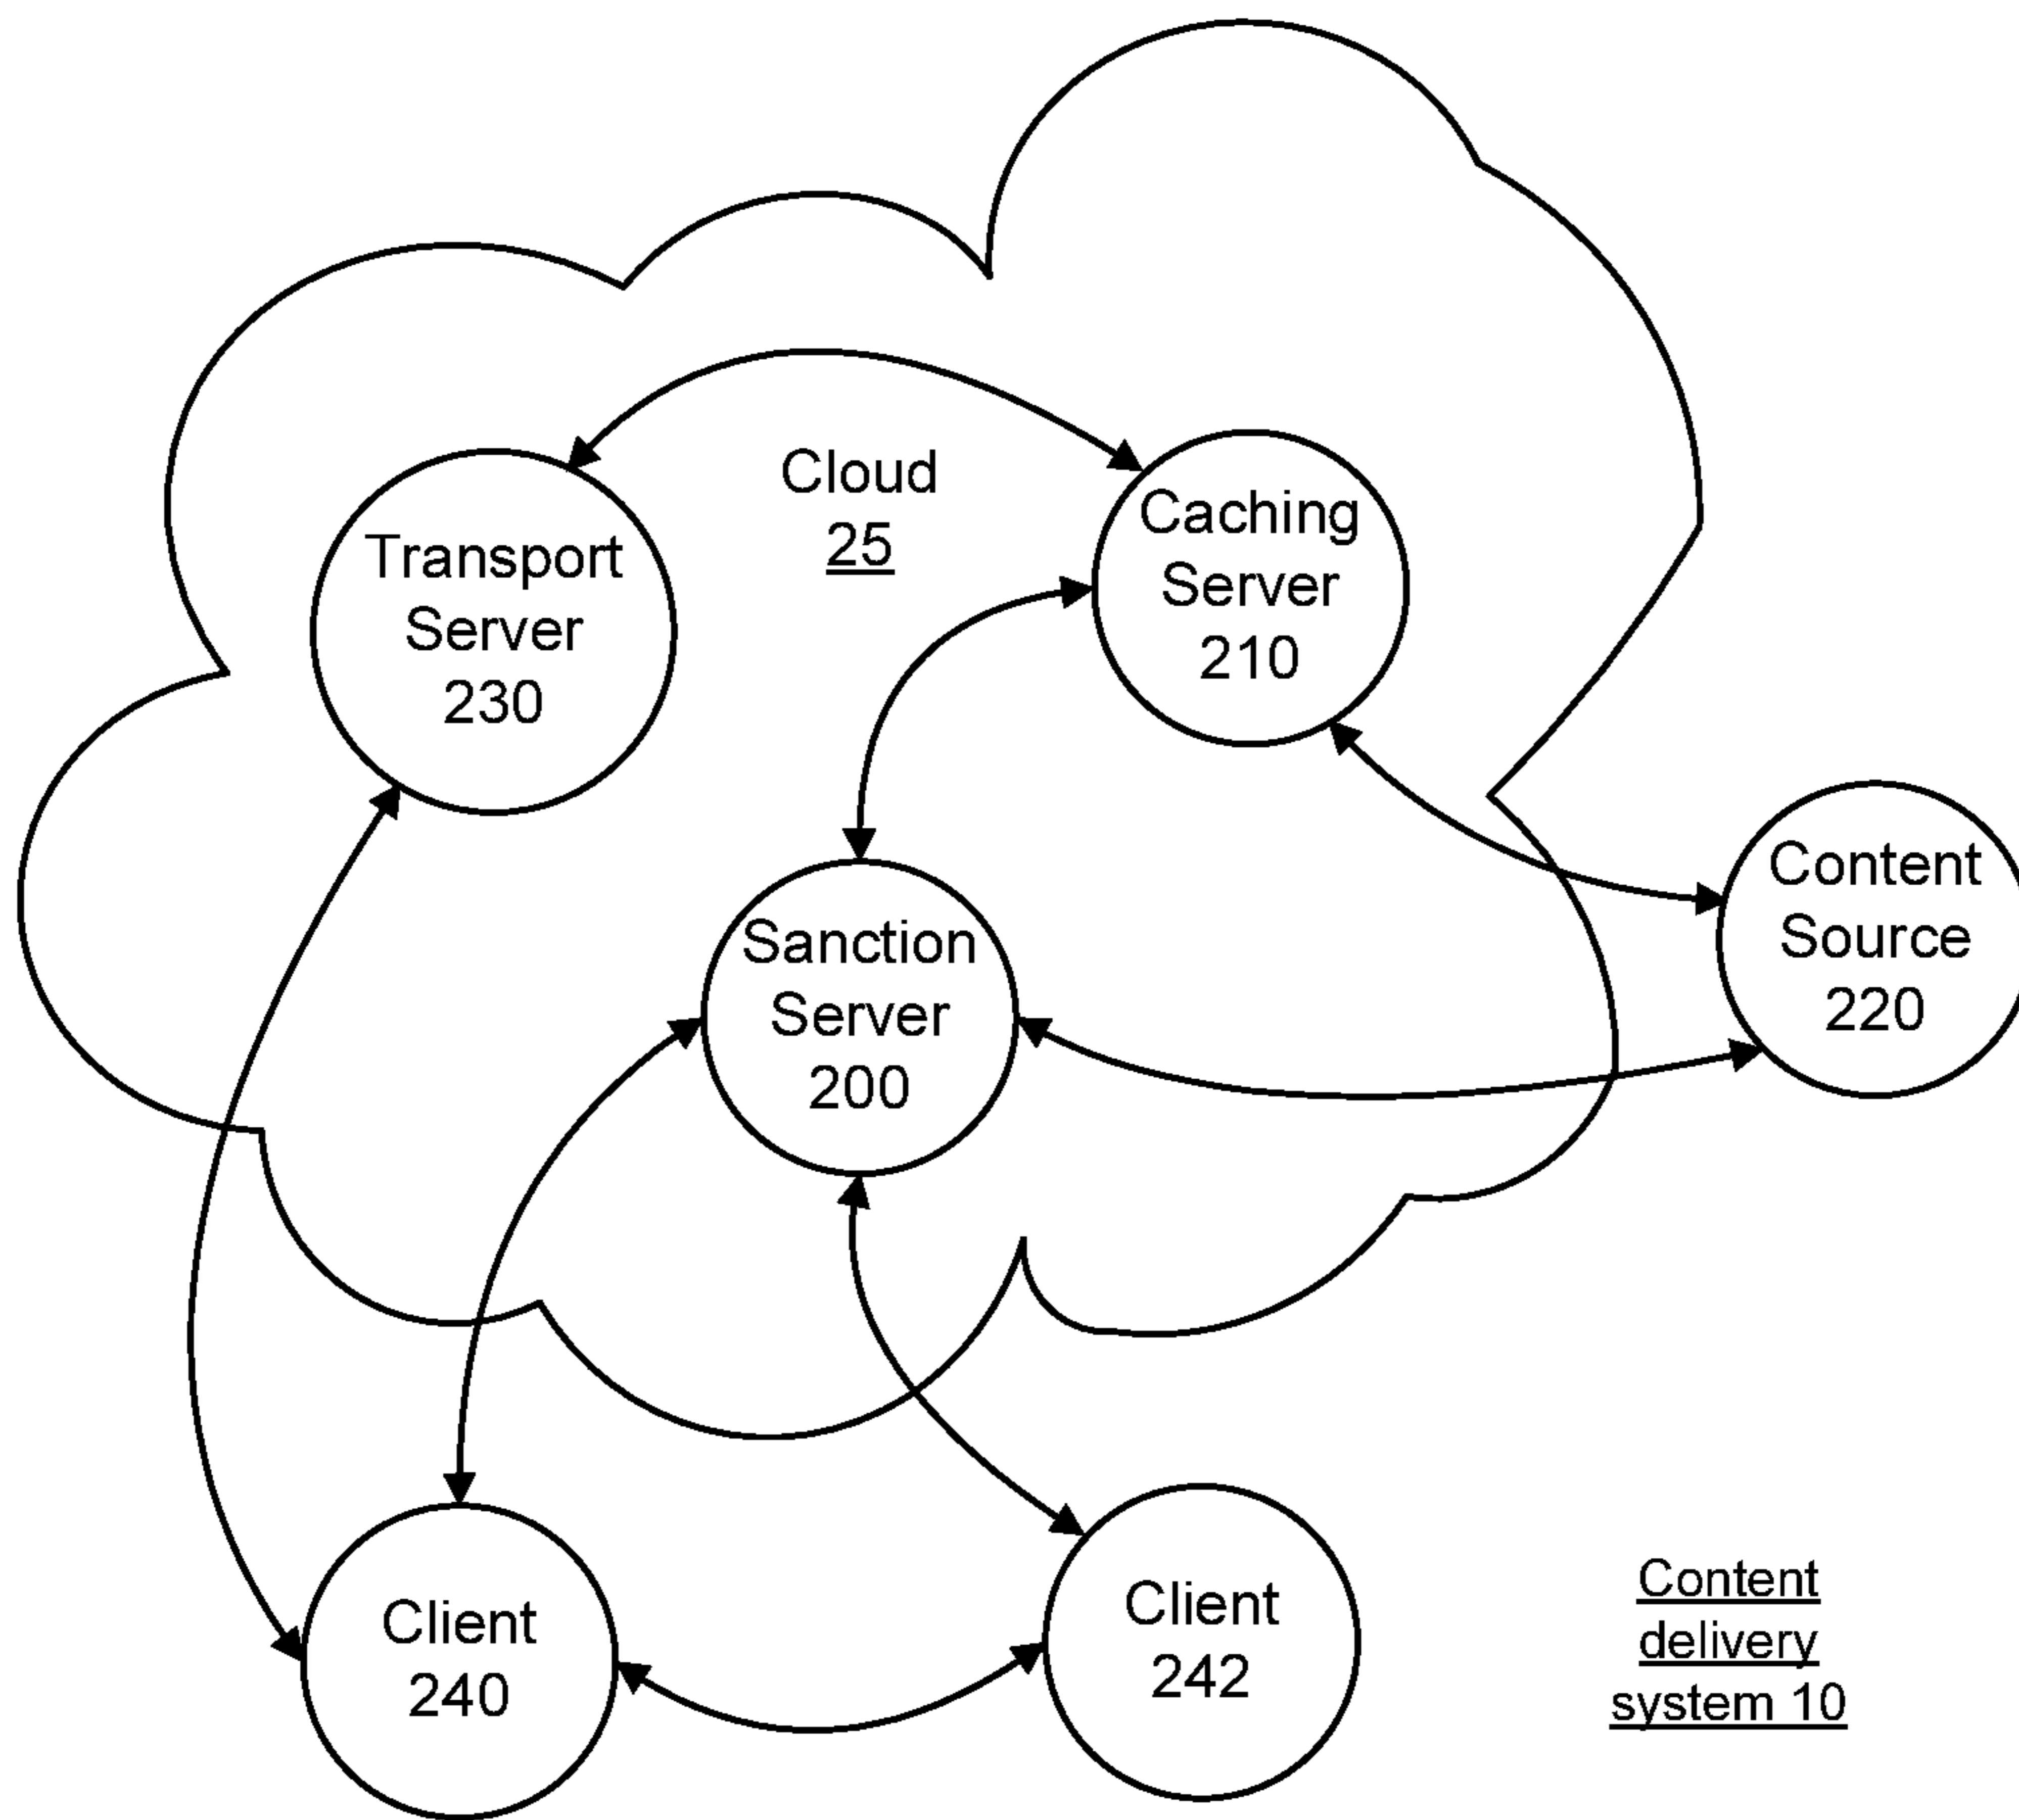 Cloud
25
Transport
Server
230
Caching
Server
210
Sanction
Server
200
Content
Source
220
Client
240
Client
242
Content
delivery
system 10